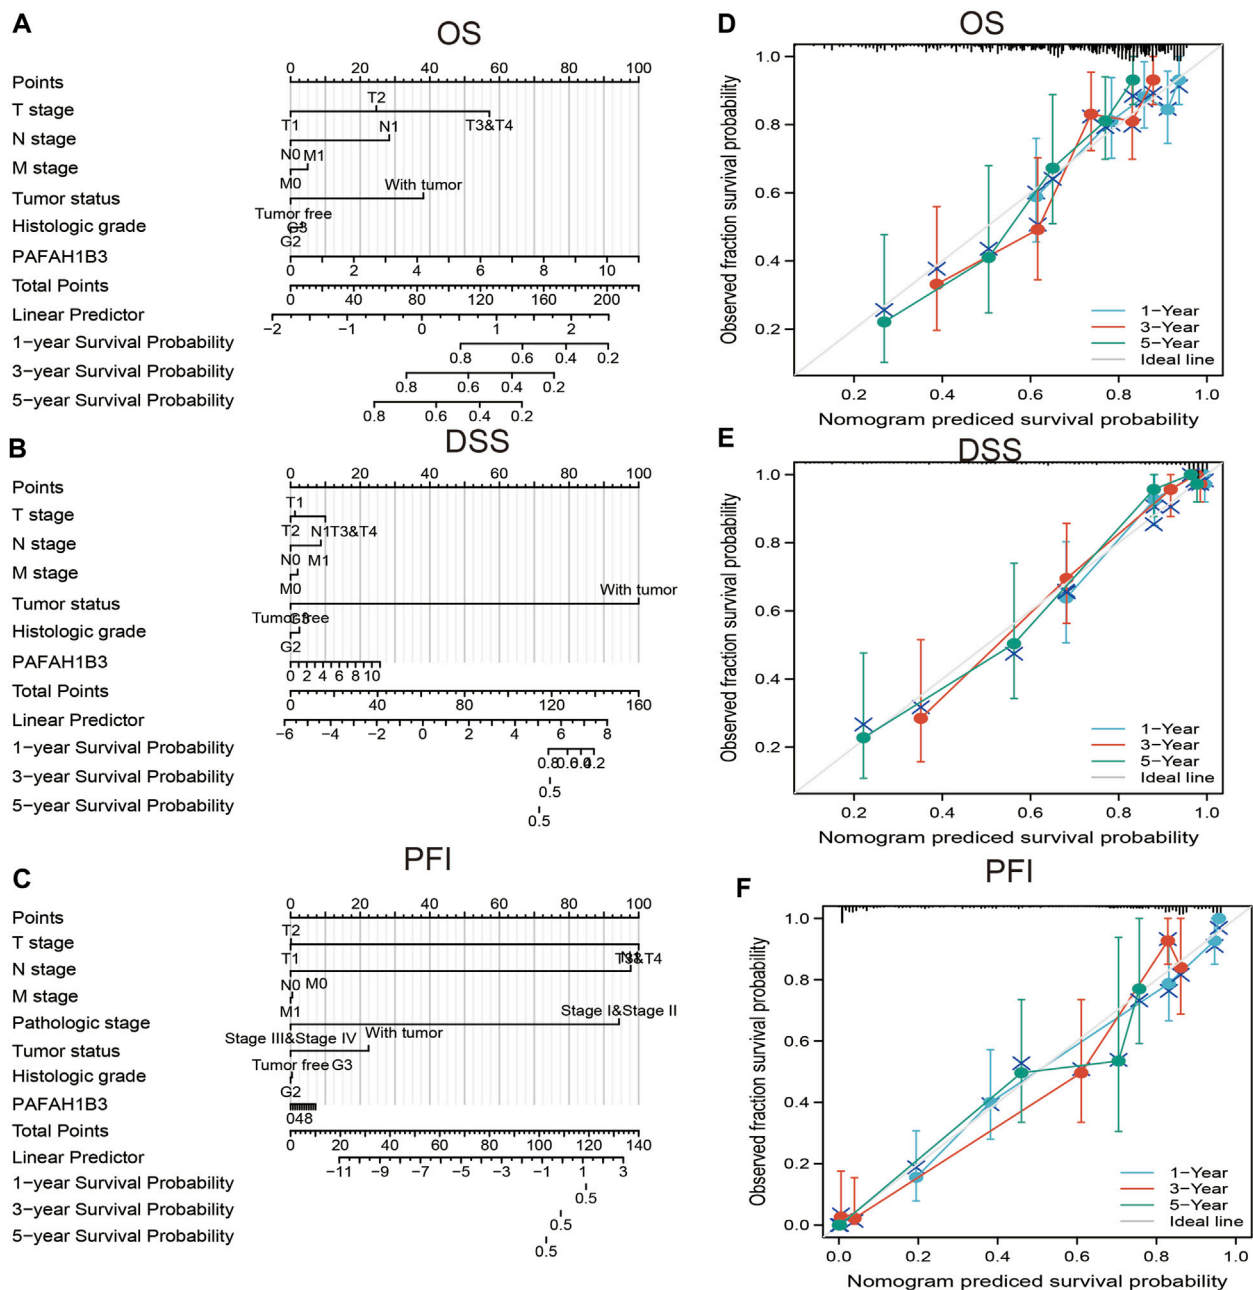 A
OS
Points
0 20 40 60 80 100
T stage
T2
T1 T3&T4
N stage
N1
N0
M stage
M1
M0
Tumor status
With tumor
Tumor free
Histologic grade
G3
G2
PAFAH1B3
0 2 4 6 8 10
Total Points
0 40 80 120 160 200
Linear Predictor
−2 −1 0 1 2
1−year Survival Probability
0.8 0.6 0.4 0.2
3−year Survival Probability
0.8 0.6 0.4 0.2
5−year Survival Probability
0.8 0.6 0.4 0.2
B
DSS
Points
0 20 40 60 80 100
T stage
T1
T2 T3&T4
N stage
N1
N0
M stage
M1
M0
Tumor status
With tumor
Tumor free
Histologic grade
G3
G2
PAFAH1B3
0 2 4 6 8 10
Total Points
0 40 80 120 160
Linear Predictor
−6 −4 −2 0 2 4 6 8
1−year Survival Probability
0.8 0.6 0.4 0.2
3−year Survival Probability
0.5
5−year Survival Probability
0.5
C
PFI
Points
0 20 40 60 80 100
T stage
T2
T1 T3&T4
N stage
N1
N0
M stage
M0
M1
Pathologic stage
Stage I&Stage II
Stage III&Stage IV
Tumor status
With tumor
Tumor free
Histologic grade
G3
G2
PAFAH1B3
0 4 8
Total Points
0 20 40 60 80 100 120 140
Linear Predictor
−11 −9 −7 −5 −3 −1 1 3
1−year Survival Probability
0.5
3−year Survival Probability
0.5
5−year Survival Probability
0.5
D
OS
Observed fraction survival probability
1.0
0.8
0.6
0.4
0.2
1−Year
3−Year
5−Year
Ideal line
0.2 0.4 0.6 0.8 1.0
Nomogram prediced survival probability
E
DSS
Observed fraction survival probability
1.0
0.8
0.6
0.4
0.2
1−Year
3−Year
5−Year
Ideal line
0.2 0.4 0.6 0.8 1.0
Nomogram prediced survival probability
F
PFI
Observed fraction survival probability
1.0
0.8
0.6
0.4
0.2
0.0
1−Year
3−Year
5−Year
Ideal line
0.0 0.2 0.4 0.6 0.8 1.0
Nomogram prediced survival probability